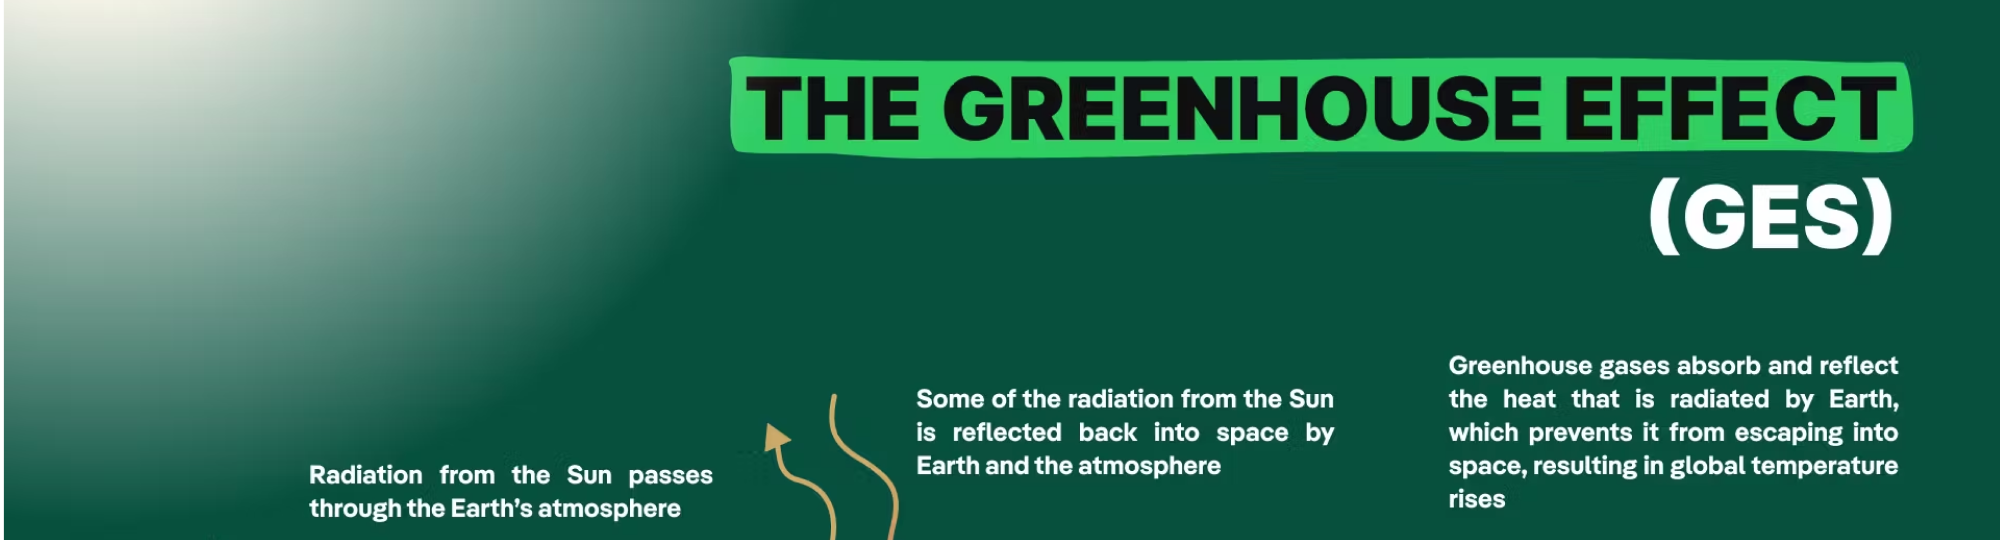 THE GREENHOUSE EFFECT
(GES)
Radiation from the Sun passes
through the Earth's atmosphere
Some of the radiation from the Sun
is reflected back into space by
Earth and the atmosphere
Greenhouse gases absorb and reflect
the heat that is radiated by Earth,
which prevents it from escaping into
space, resulting in global temperature
rises